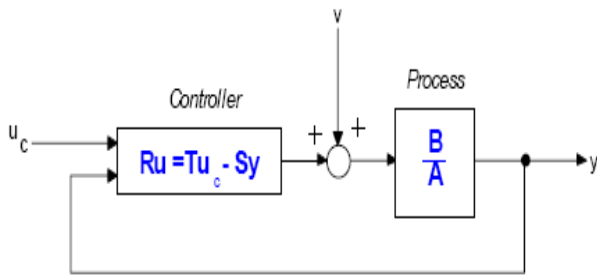 v
Process
Controller
u c
+ +
Ru = Tu c - Sy
B
A
y